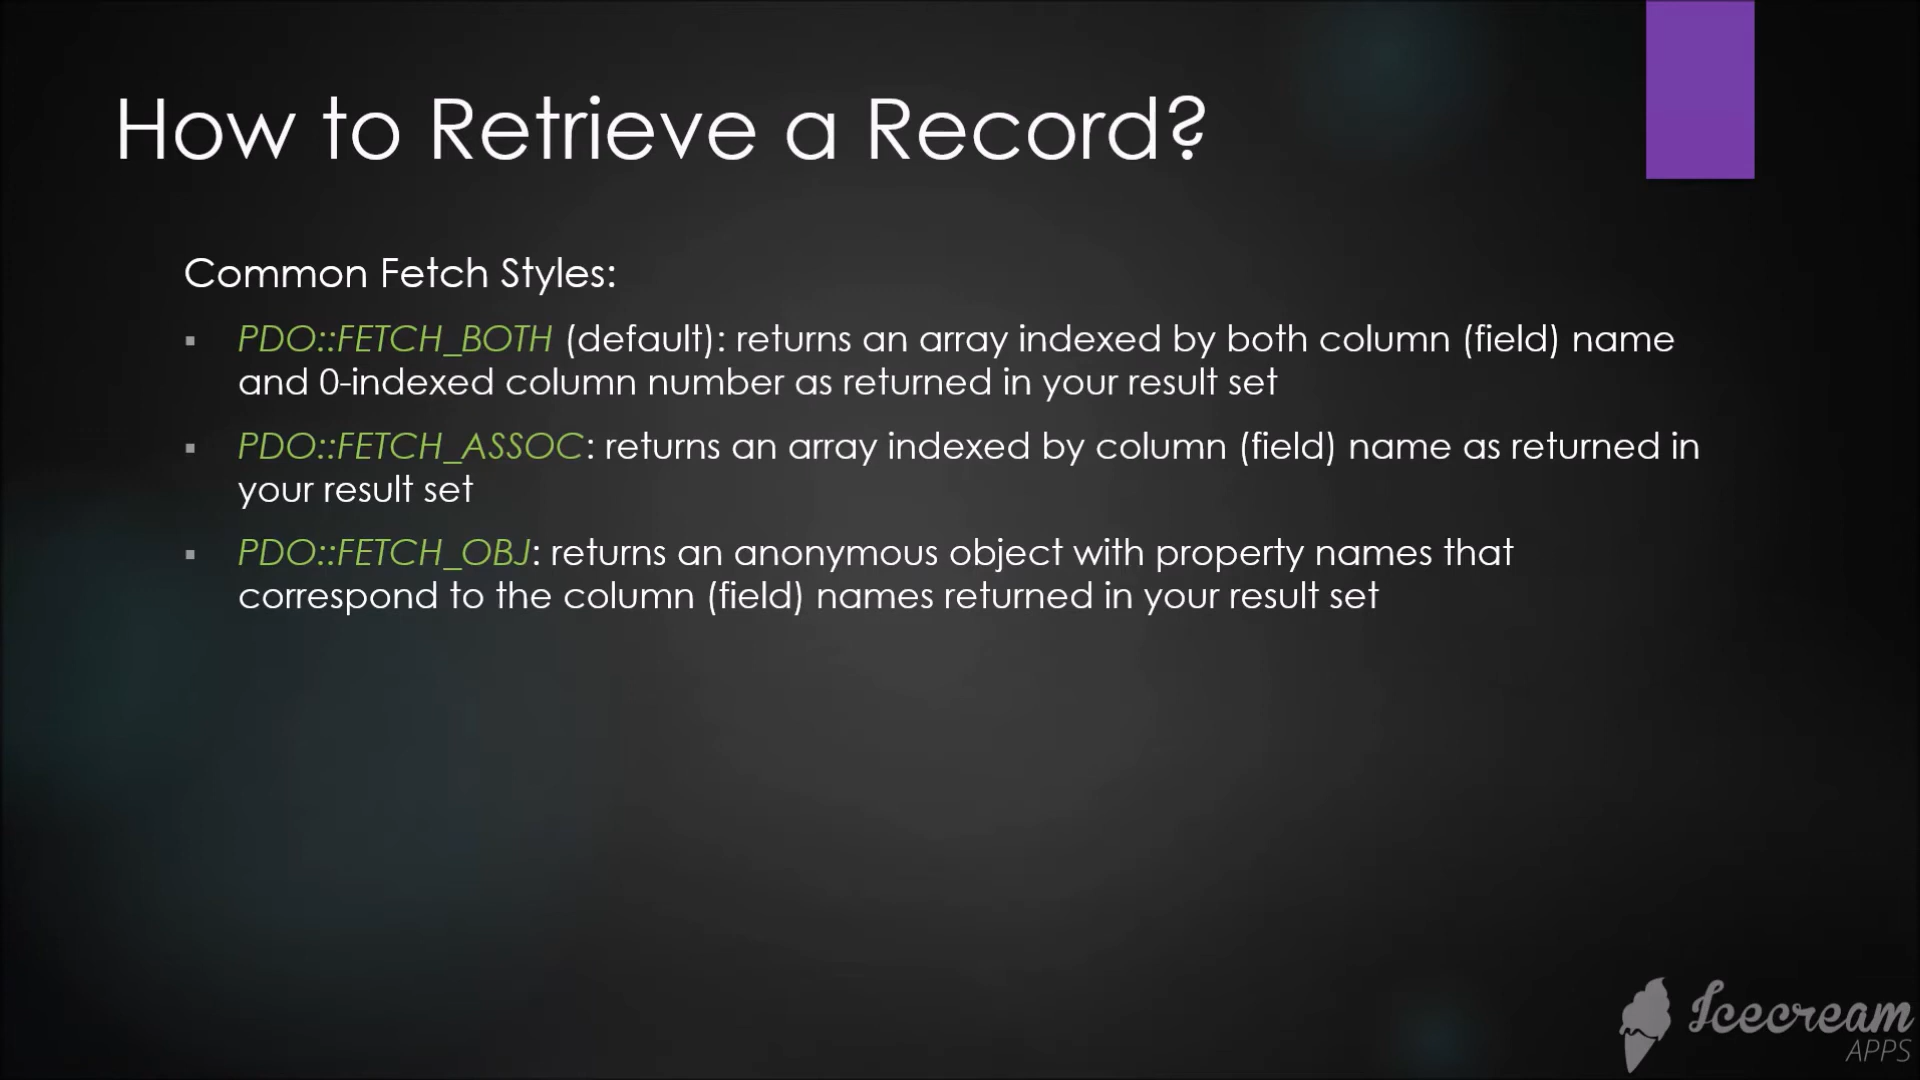 How to Retrieve a Record?
Common Fetch Styles:
▪ PDO::FETCH_BOTH (default): returns an array indexed by both column (field) name
and 0-indexed column number as returned in your result set
▪ PDO::FETCH_ASSOC: returns an array indexed by column (field) name as returned in
your result set
▪ PDO::FETCH_OBJ: returns an anonymous object with property names that
correspond to the column (field) names returned in your result set
Icecream
APPS